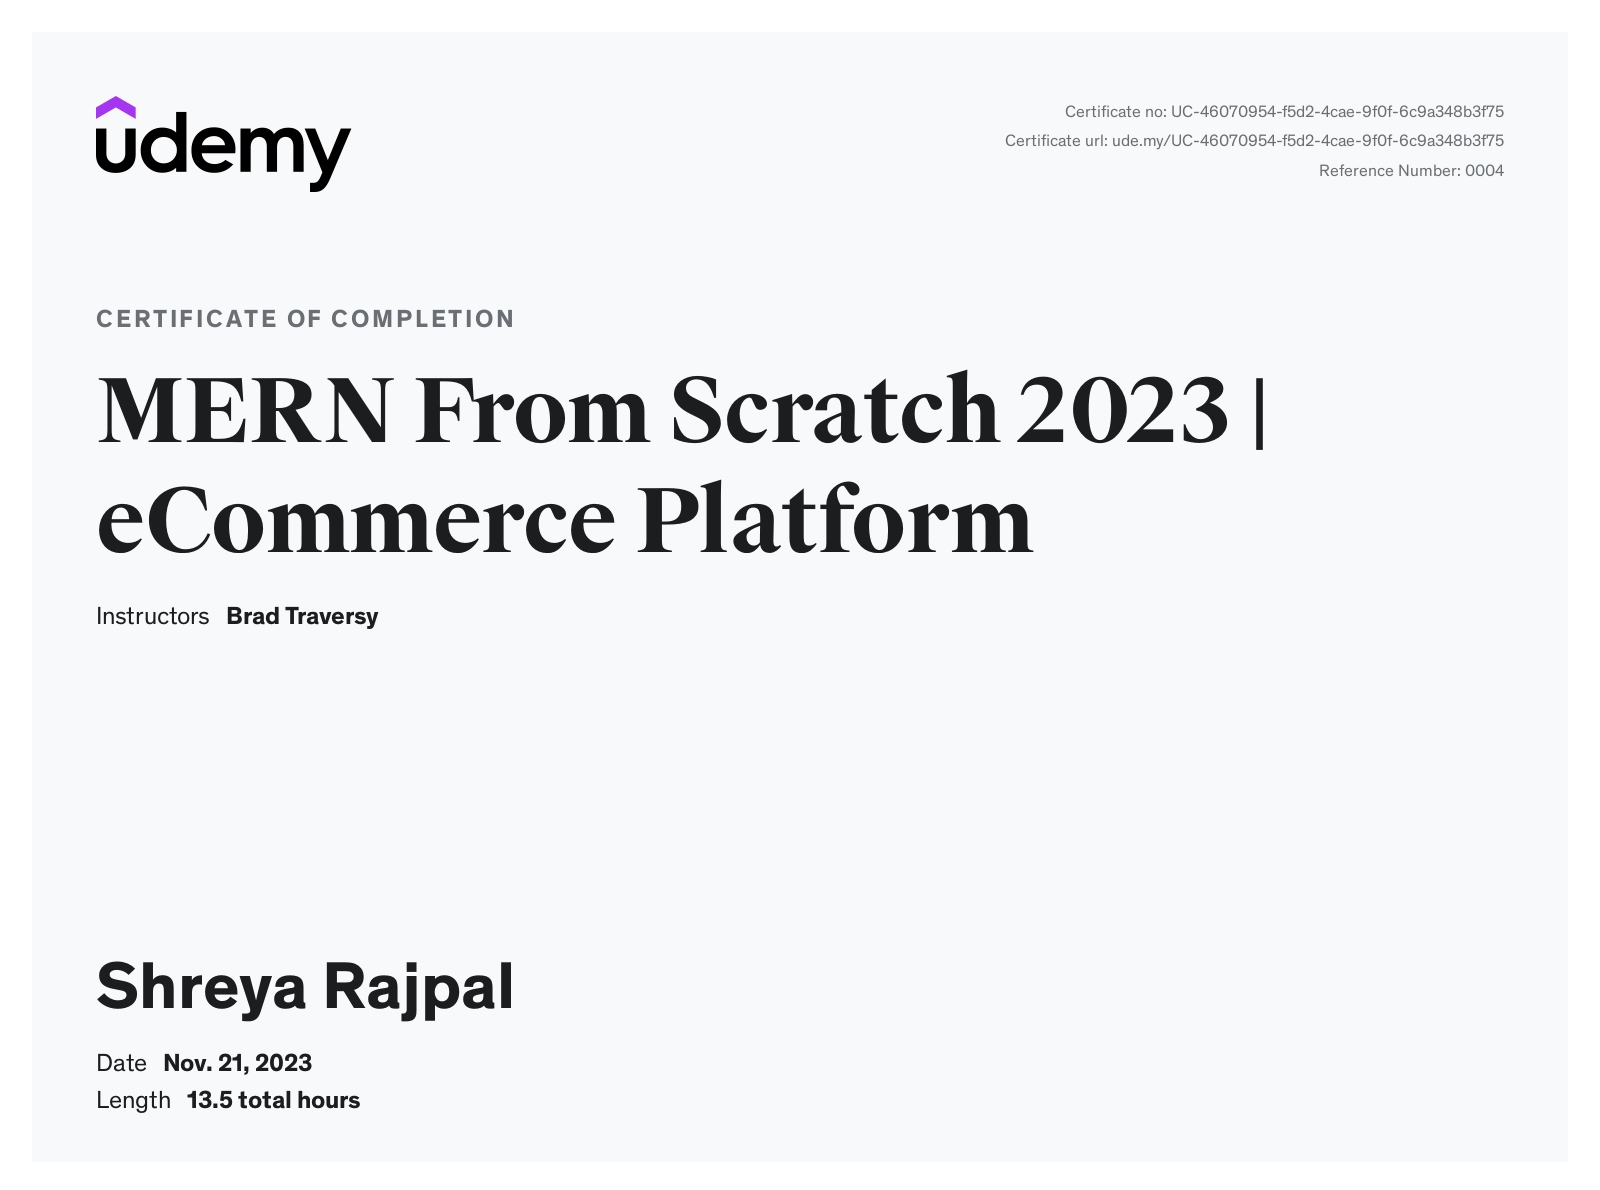 udemy
Certificate no: UC-46070954-f5d2-4cae-9f0f-6c9a348b3f75
Certificate url: ude.my/UC-46070954-f5d2-4cae-9f0f-6c9a348b3f75
Reference Number: 0004
CERTIFICATE OF COMPLETION
MERN From Scratch 2023 |
eCommerce Platform
Instructors Brad Traversy
Shreya Rajpal
Date Nov. 21, 2023
Length 13.5 total hours